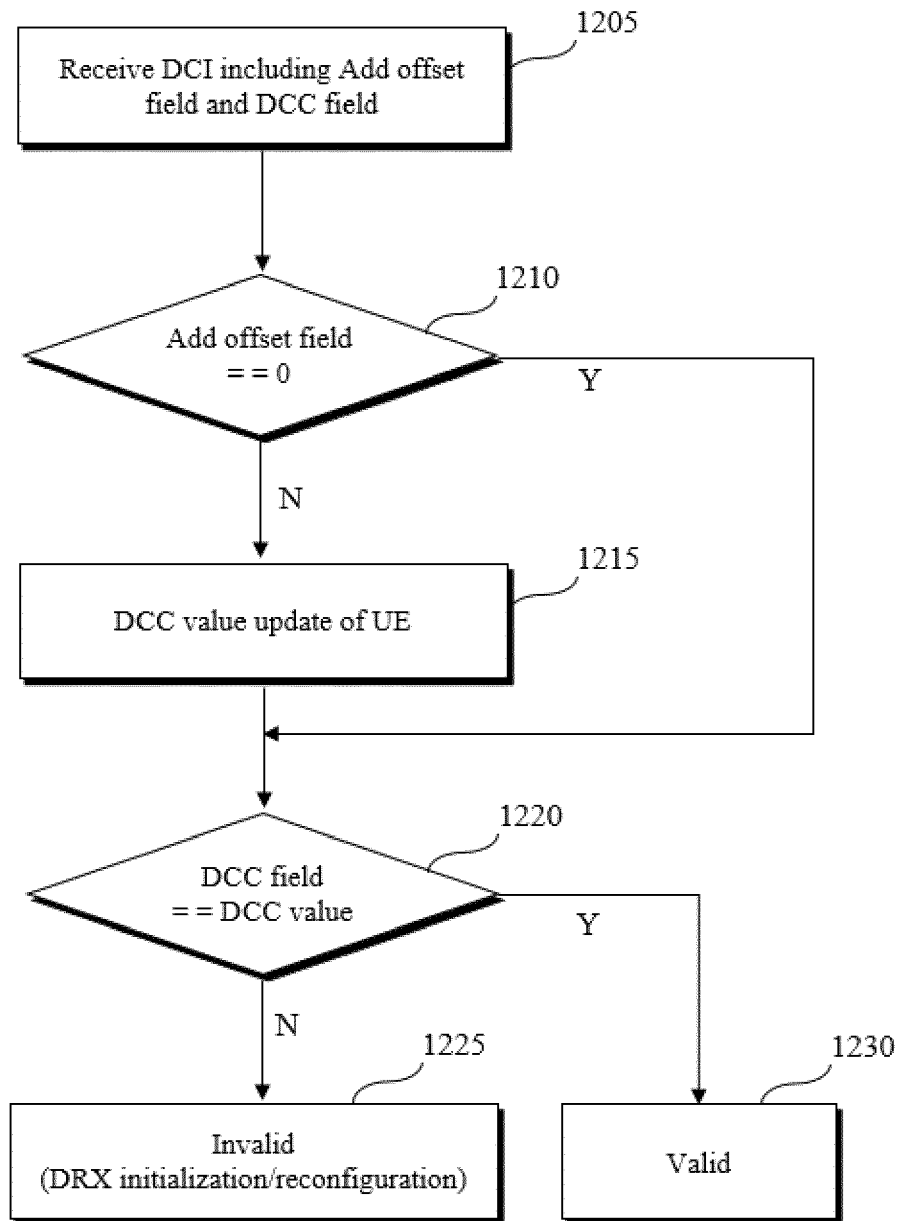 1205
Receive DCI including Add offset
field and DCC field
1210
Add offset field
= = 0
Y
N
1215
DCC value update of UE
1220
DCC field
= = DCC value
Y
N
1225
1230
Invalid
(DRX initialization/reconfiguration)
Valid